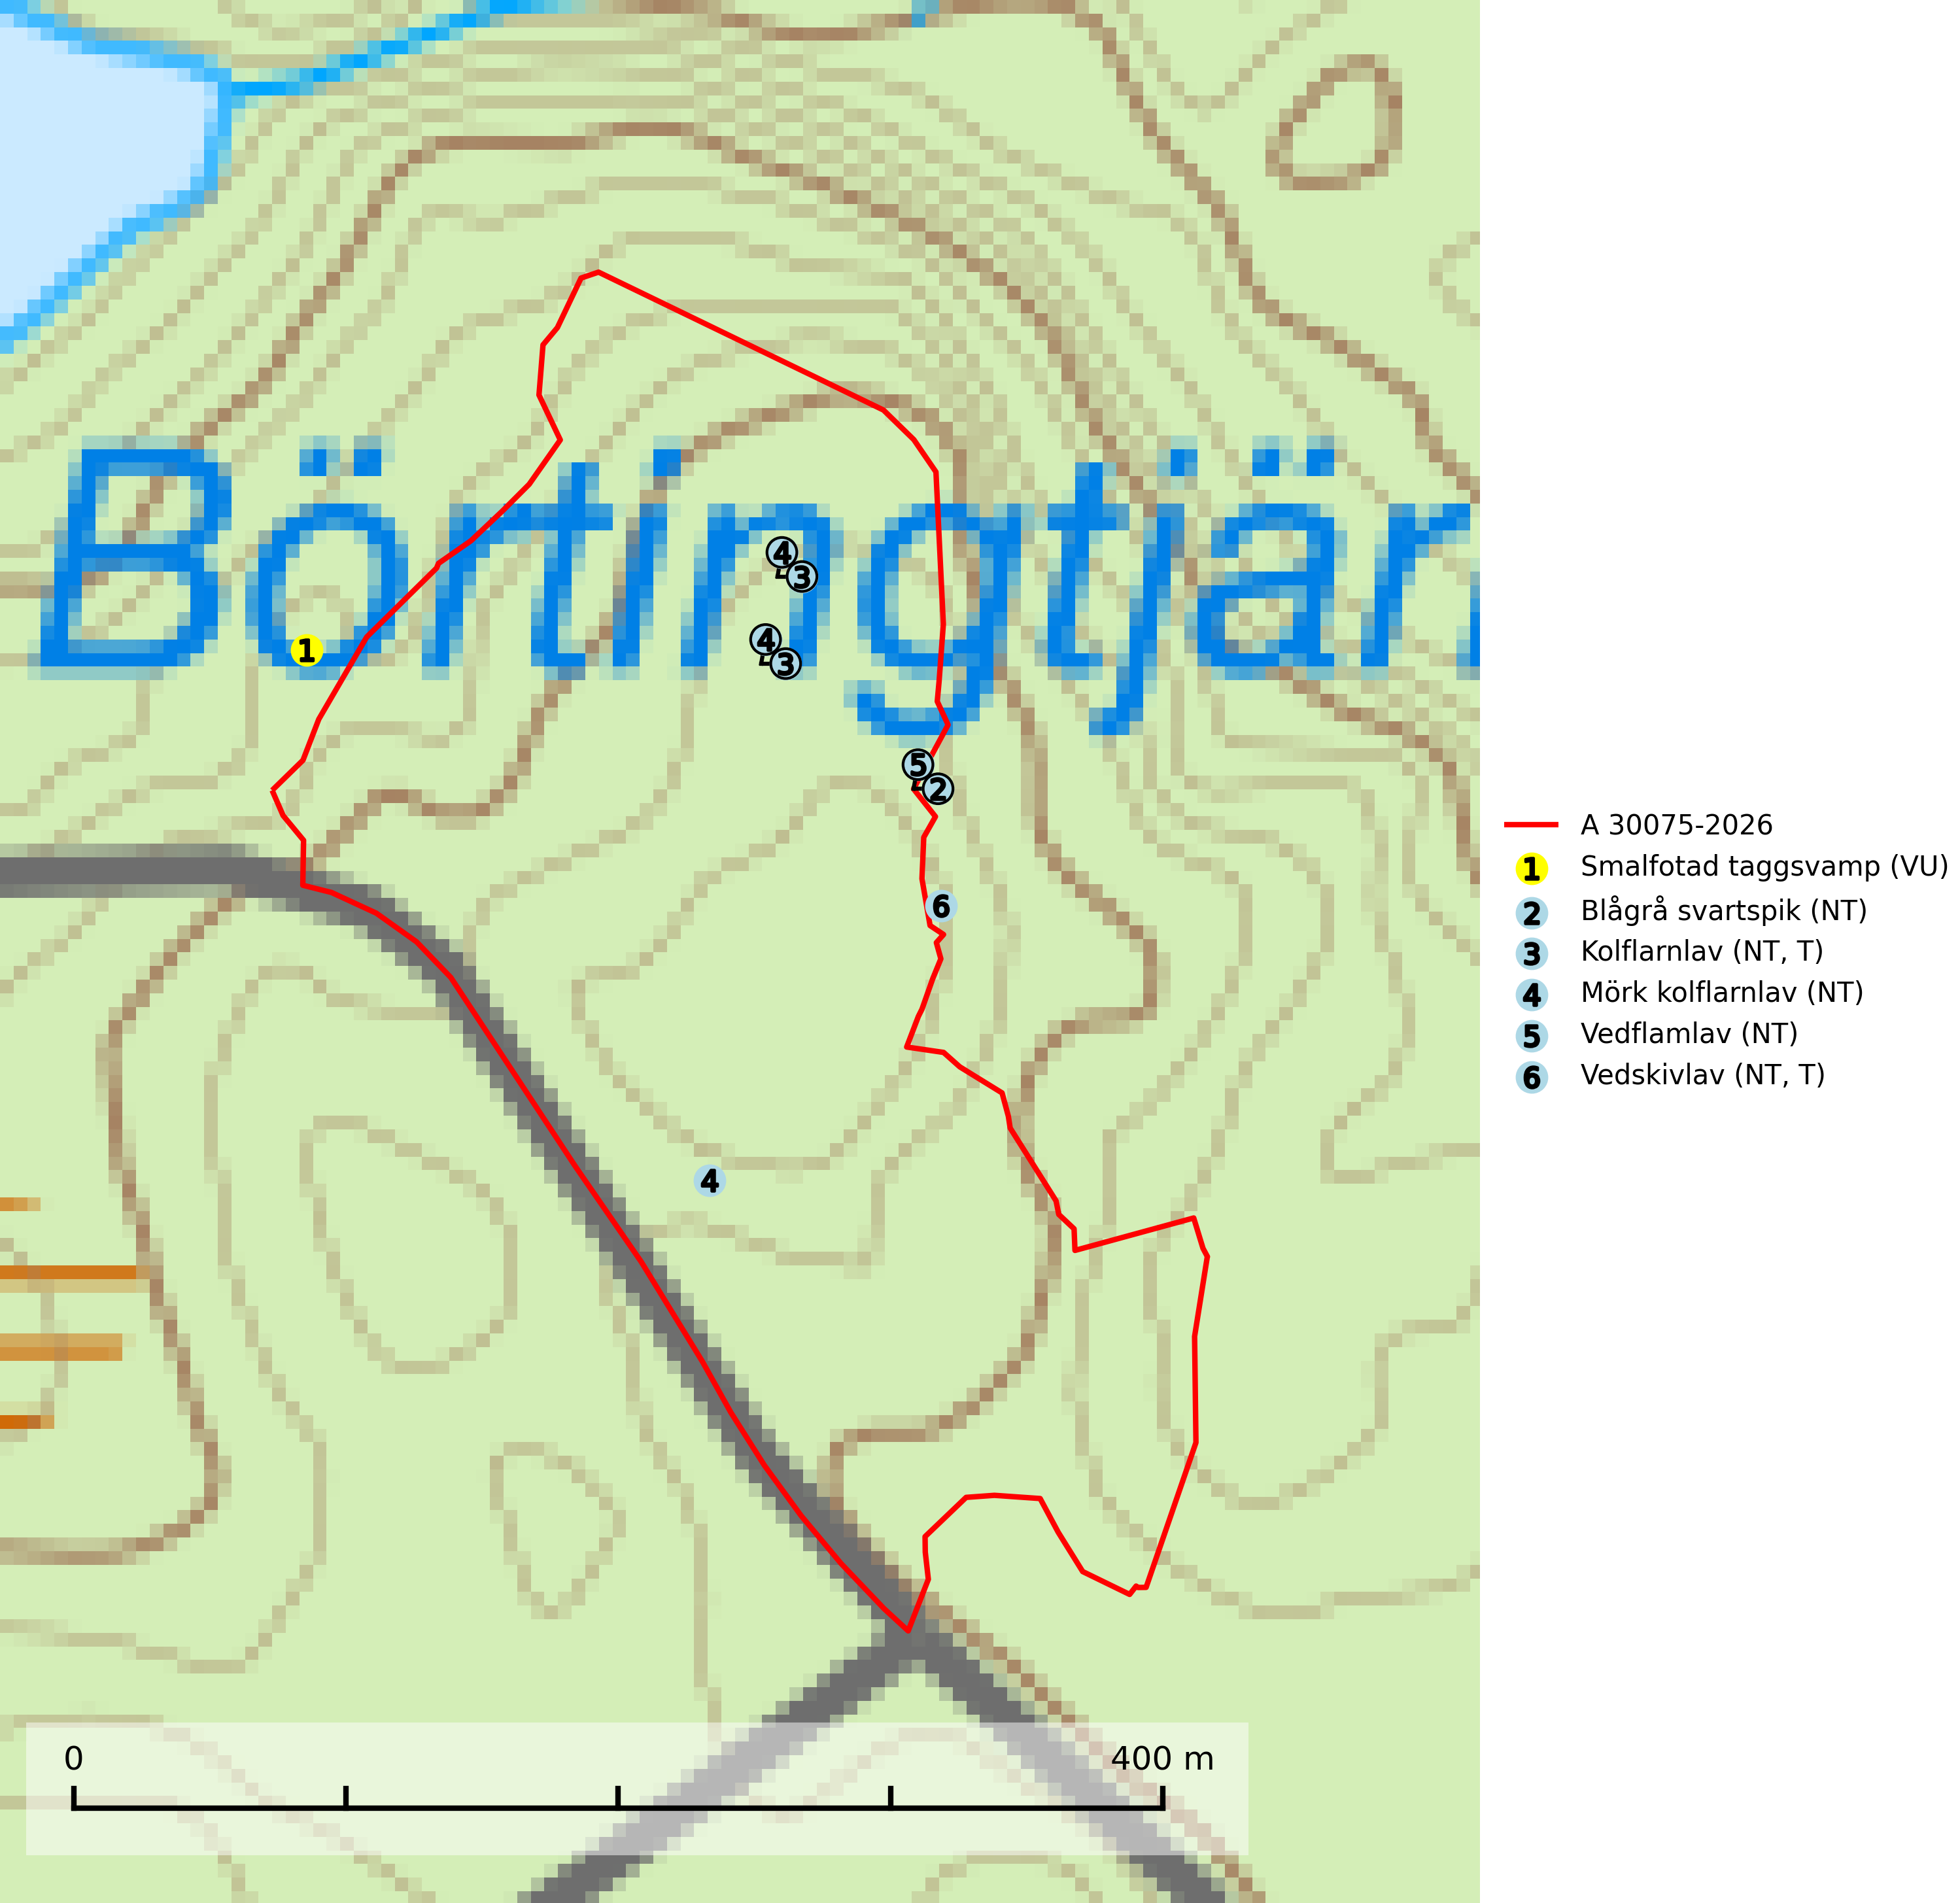 Börtingtjärn
4
3
4
3
1
5
2
6
4
A 30075-2026
1 Smalfotad taggsvamp (VU)
2 Blågrå svartspik (NT)
3 Kolflarnlav (NT, T)
4 Mörk kolflarnlav (NT)
5 Vedflamlav (NT)
6 Vedskivlav (NT, T)
0 400 m